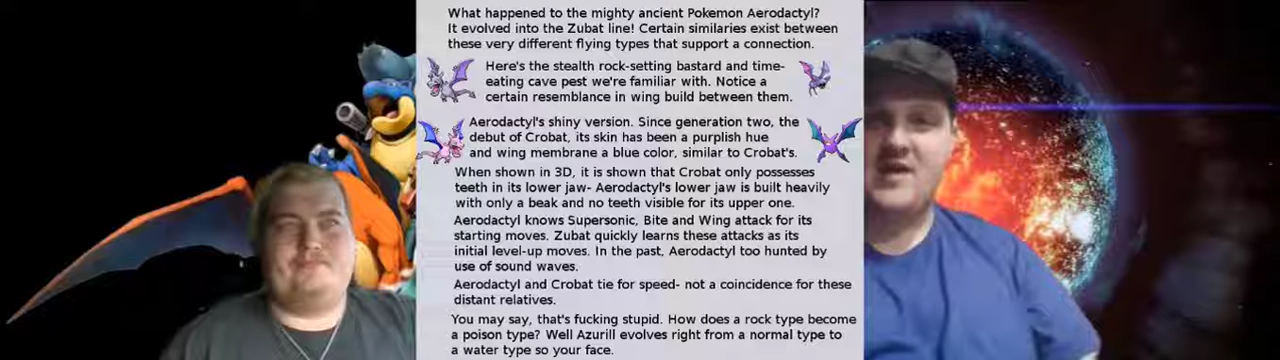 What happened to the mighty ancient Pokemon Aerodactyl?
It evolved into the Zubat line! Certain similaries exist between
these very different flying types that support a connection.
Here's the stealth rock-setting bastard and time-
eating cave pest we're familiar with. Notice a
certain resemblance in wing build between them.
Aerodactyl's shiny version. Since generation two, the
debut of Crobat, its skin has been a purplish hue
and wing membrane a blue color, similar to Crobat's.
When shown in 3D, it is shown that Crobat only possesses
teeth in its lower jaw- Aerodactyl's lower jaw is built heavily
with only a beak and no teeth visible for its upper one.
Aerodactyl knows Supersonic, Bite and Wing attack for its
starting moves. Zubat quickly learns these attacks as its
initial level-up moves. In the past, Aerodactyl too hunted by
use of sound waves.
Aerodactyl and Crobat tie for speed- not a coincidence for these
distant relatives.
You may say, that's fucking stupid. How does a rock type become
a poison type? Well Azurill evolves right from a normal type to
a water type so your face.